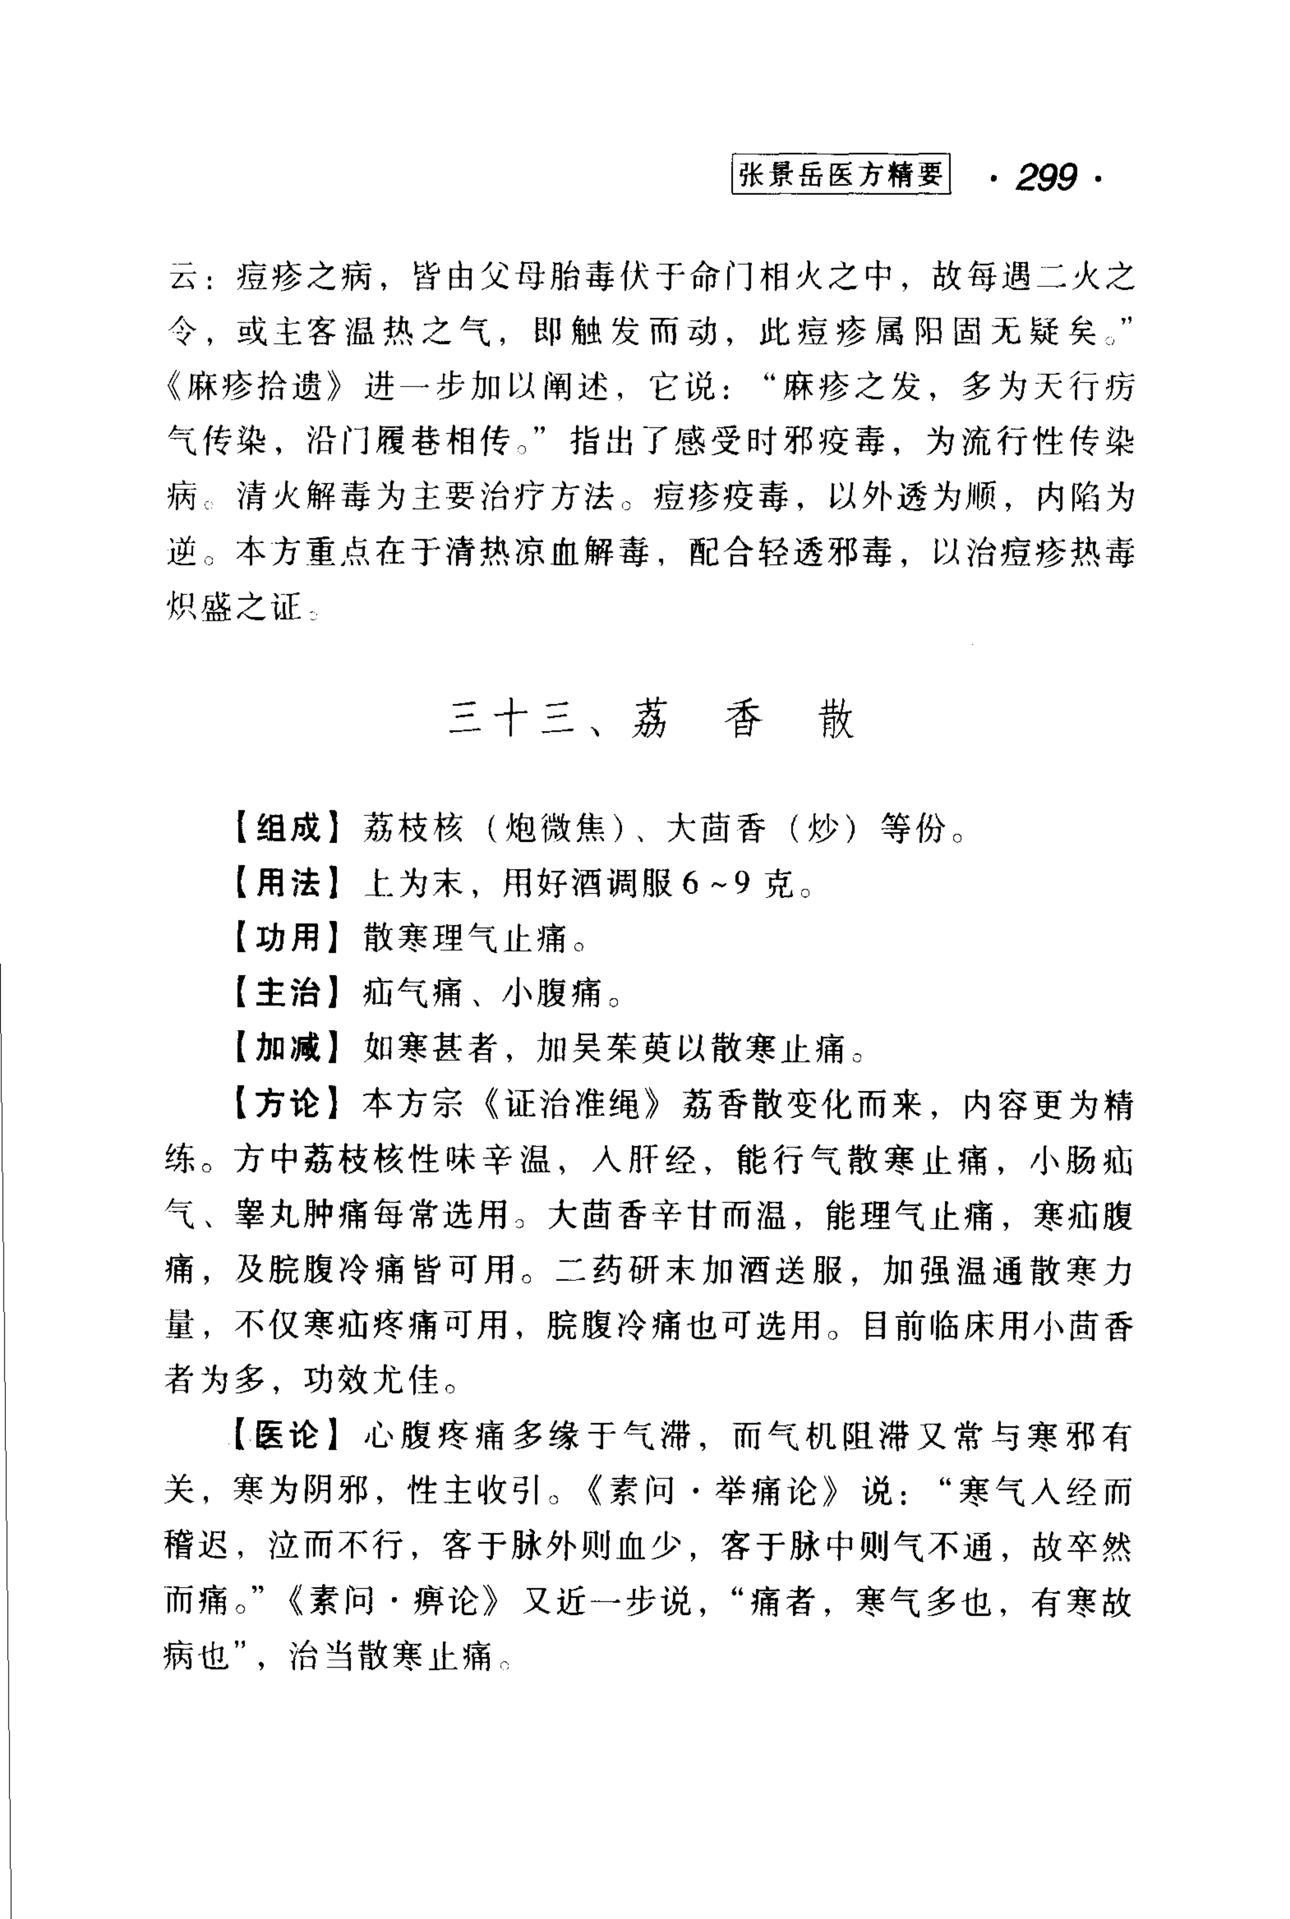 张景岳医方精要 · 299 ·
云：痘疹之病，皆由父母胎毒伏于命门相火之中，故每遇二火之
令，或主客温热之气，即触发而动，此痘疹属阳固无疑矣。”
《麻疹拾遗》进一步加以阐述，它说：“麻疹之发，多为天行疠
气传染，沿门履巷相传。”指出了感受时邪疫毒，为流行性传染
病。清火解毒为主要治疗方法。痘疹疫毒，以外透为顺，内陷为
逆。本方重点在于清热凉血解毒，配合轻透邪毒，以治痘疹热毒
炽盛之证。
三十三、荔 香 散
【组成】荔枝核（炮微焦）、大茴香（炒）等份。
【用法】上为末，用好酒调服6～9克。
【功用】散寒理气止痛。
【主治】疝气痛、小腹痛。
【加减】如寒甚者，加吴茱萸以散寒止痛。
【方论】本方宗《证治准绳》荔香散变化而来，内容更为精
练。方中荔枝核性味辛温，入肝经，能行气散寒止痛，小肠疝
气、睾丸肿痛每常选用。大茴香辛甘而温，能理气止痛，寒疝腹
痛，及脘腹冷痛皆可用。二药研末加酒送服，加强温通散寒力
量，不仅寒疝疼痛可用，脘腹冷痛也可选用。目前临床用小茴香
者为多，功效尤佳。
【医论】心腹疼痛多缘于气滞，而气机阻滞又常与寒邪有
关，寒为阴邪，性主收引。《素问·举痛论》说：“寒气入经而
稽迟，泣而不行，客于脉外则血少，客于脉中则气不通，故卒然
而痛。”《素问·痹论》又近一步说，“痛者，寒气多也，有寒故
病也”，治当散寒止痛。